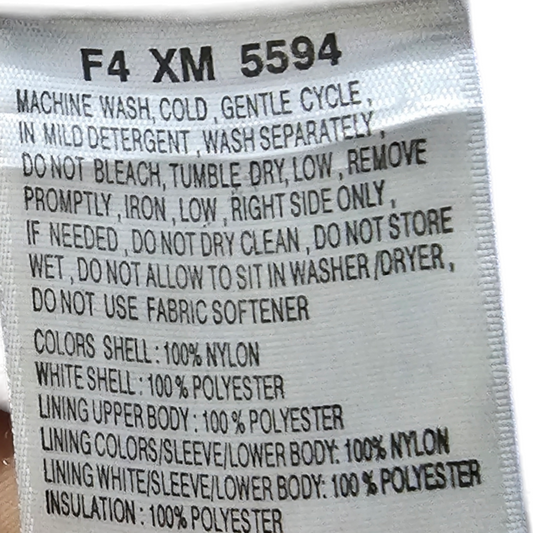 F4 XM 5594
MACHINE WASH, COLD , GENTLE CYCLE ,
IN MILD DETERGENT , WASH SEPARATELY ,
DO NOT BLEACH, TUMBLE DRY, LOW , REMOVE
PROMPTLY , IRON , LOW , RIGHT SIDE ONLY ,
IF NEEDED , DO NOT DRY CLEAN , DO NOT STORE
WET , DO NOT ALLOW TO SIT IN WASHER /DRYER ,
DO NOT USE FABRIC SOFTENER
COLORS SHELL : 100% NYLON
WHITE SHELL : 100 % POLYESTER
LINING UPPER BODY : 100 % POLYESTER
LINING COLORS/SLEEVE/LOWER BODY: 100% NYLON
LINING WHITE/SLEEVE/LOWER BODY: 100 % POLYESTER
INSULATION : 100% POLYESTER